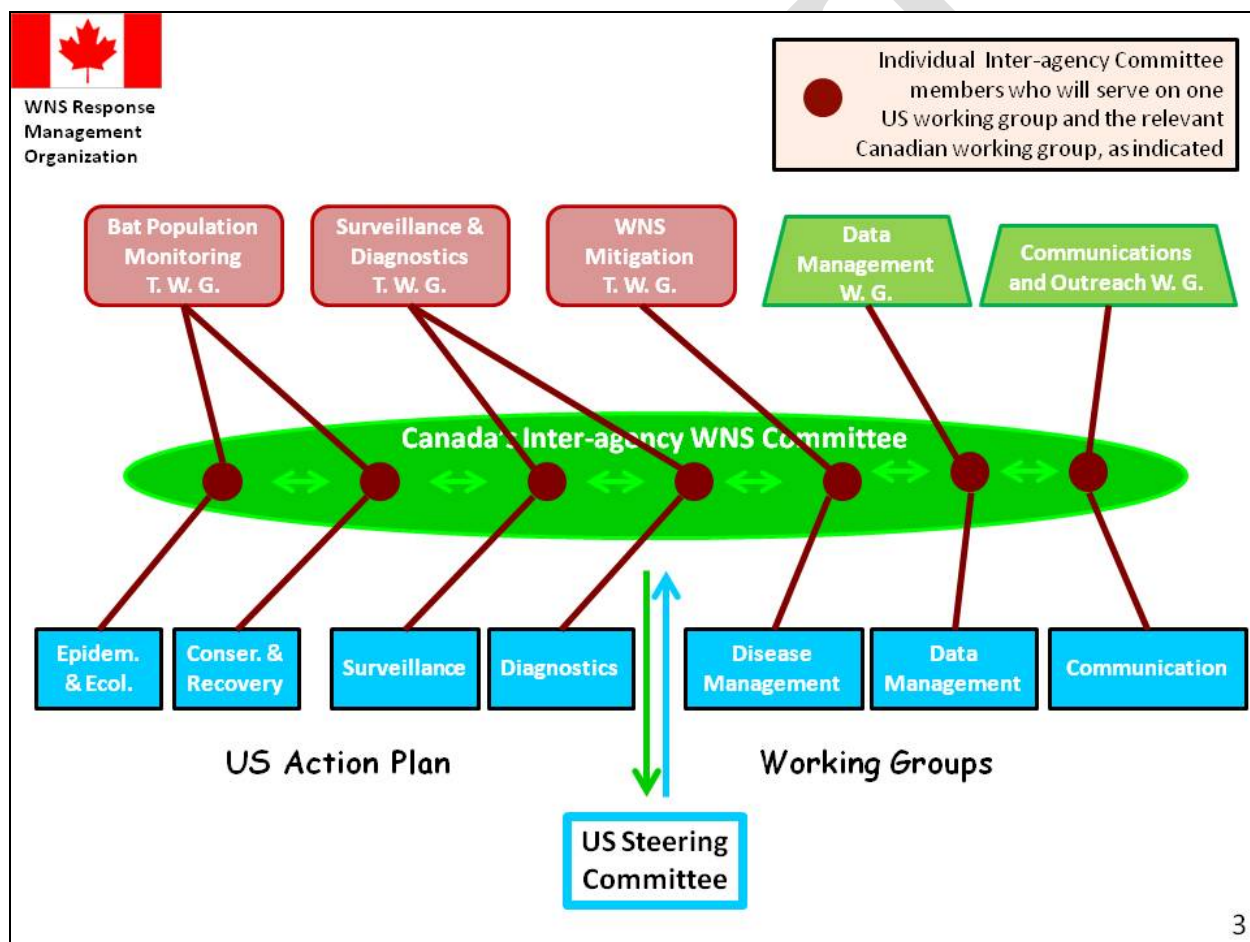 WNS Response
Management
Organization
Individual Inter-agency Committee
members who will serve on one
US working group and the relevant
Canadian working group, as indicated
Bat Population
Monitoring
T. W. G.
Surveillance &
Diagnostics
T. W. G.
WNS
Mitigation
T. W. G.
Data
Management
W. G.
Communications
and Outreach W. G.
Canada's Inter-agency WNS Committee
Epidem.
& Ecol.
Conser. &
Recovery
Surveillance
Diagnostics
Disease
Management
Data
Management
Communication
US Action Plan
Working Groups
US Steering
Committee
3